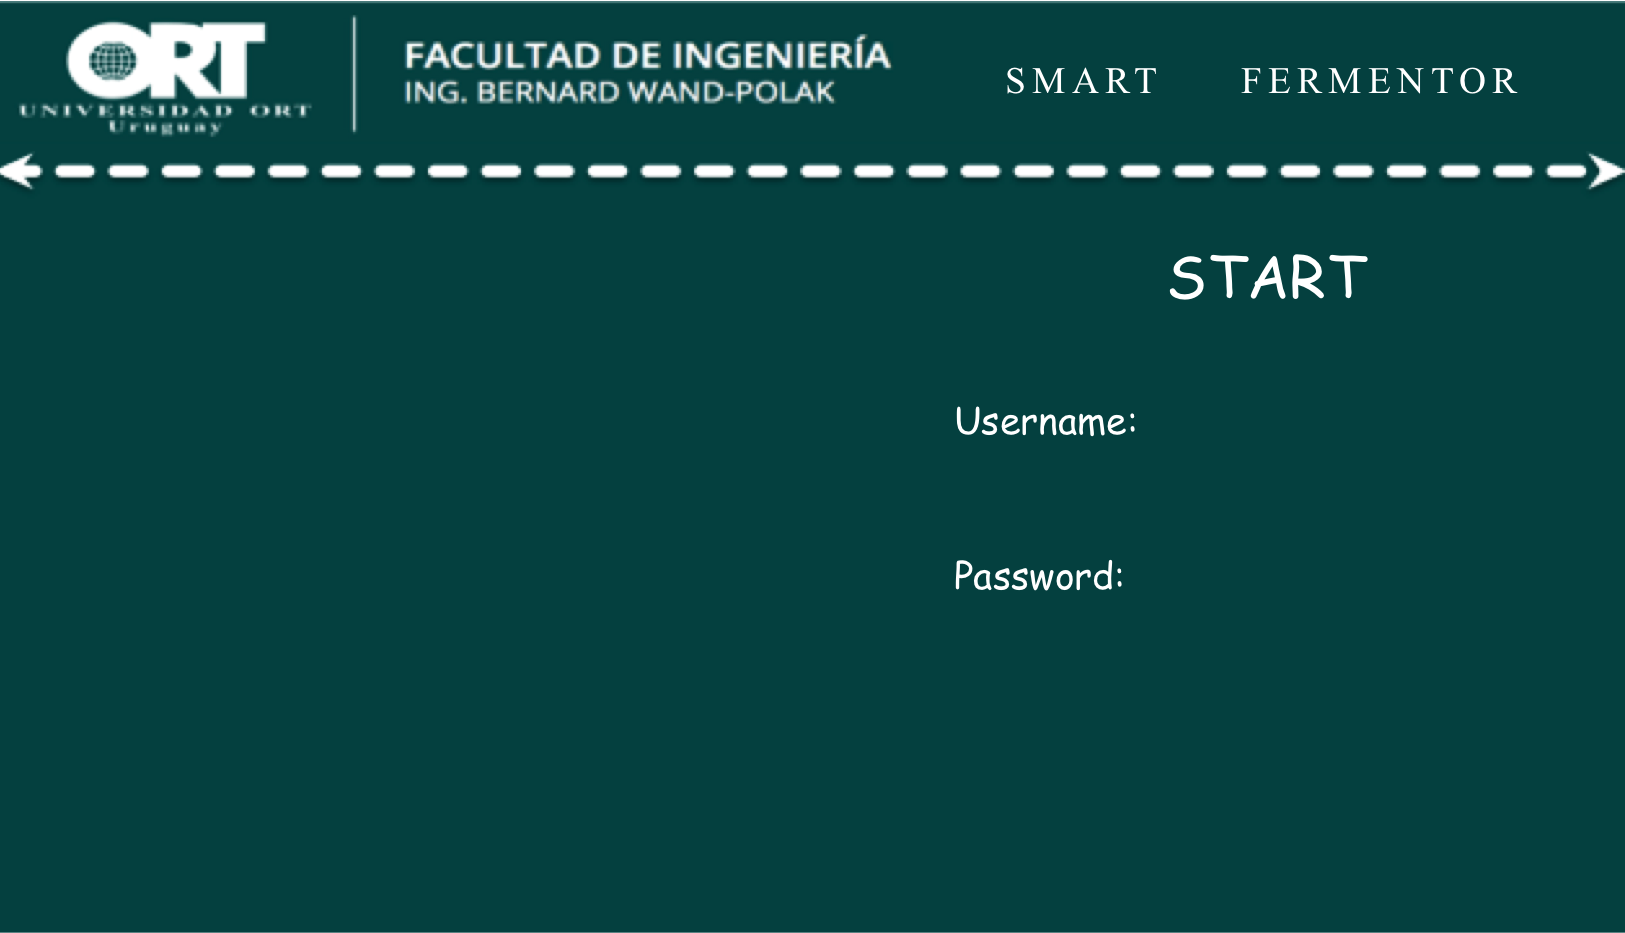 ORT
UNIVERSIDAD ORT
Uruguay
FACULTAD DE INGENIERÍA
ING. BERNARD WAND-POLAK
SMART FERMENTOR
START
Username:
Password: